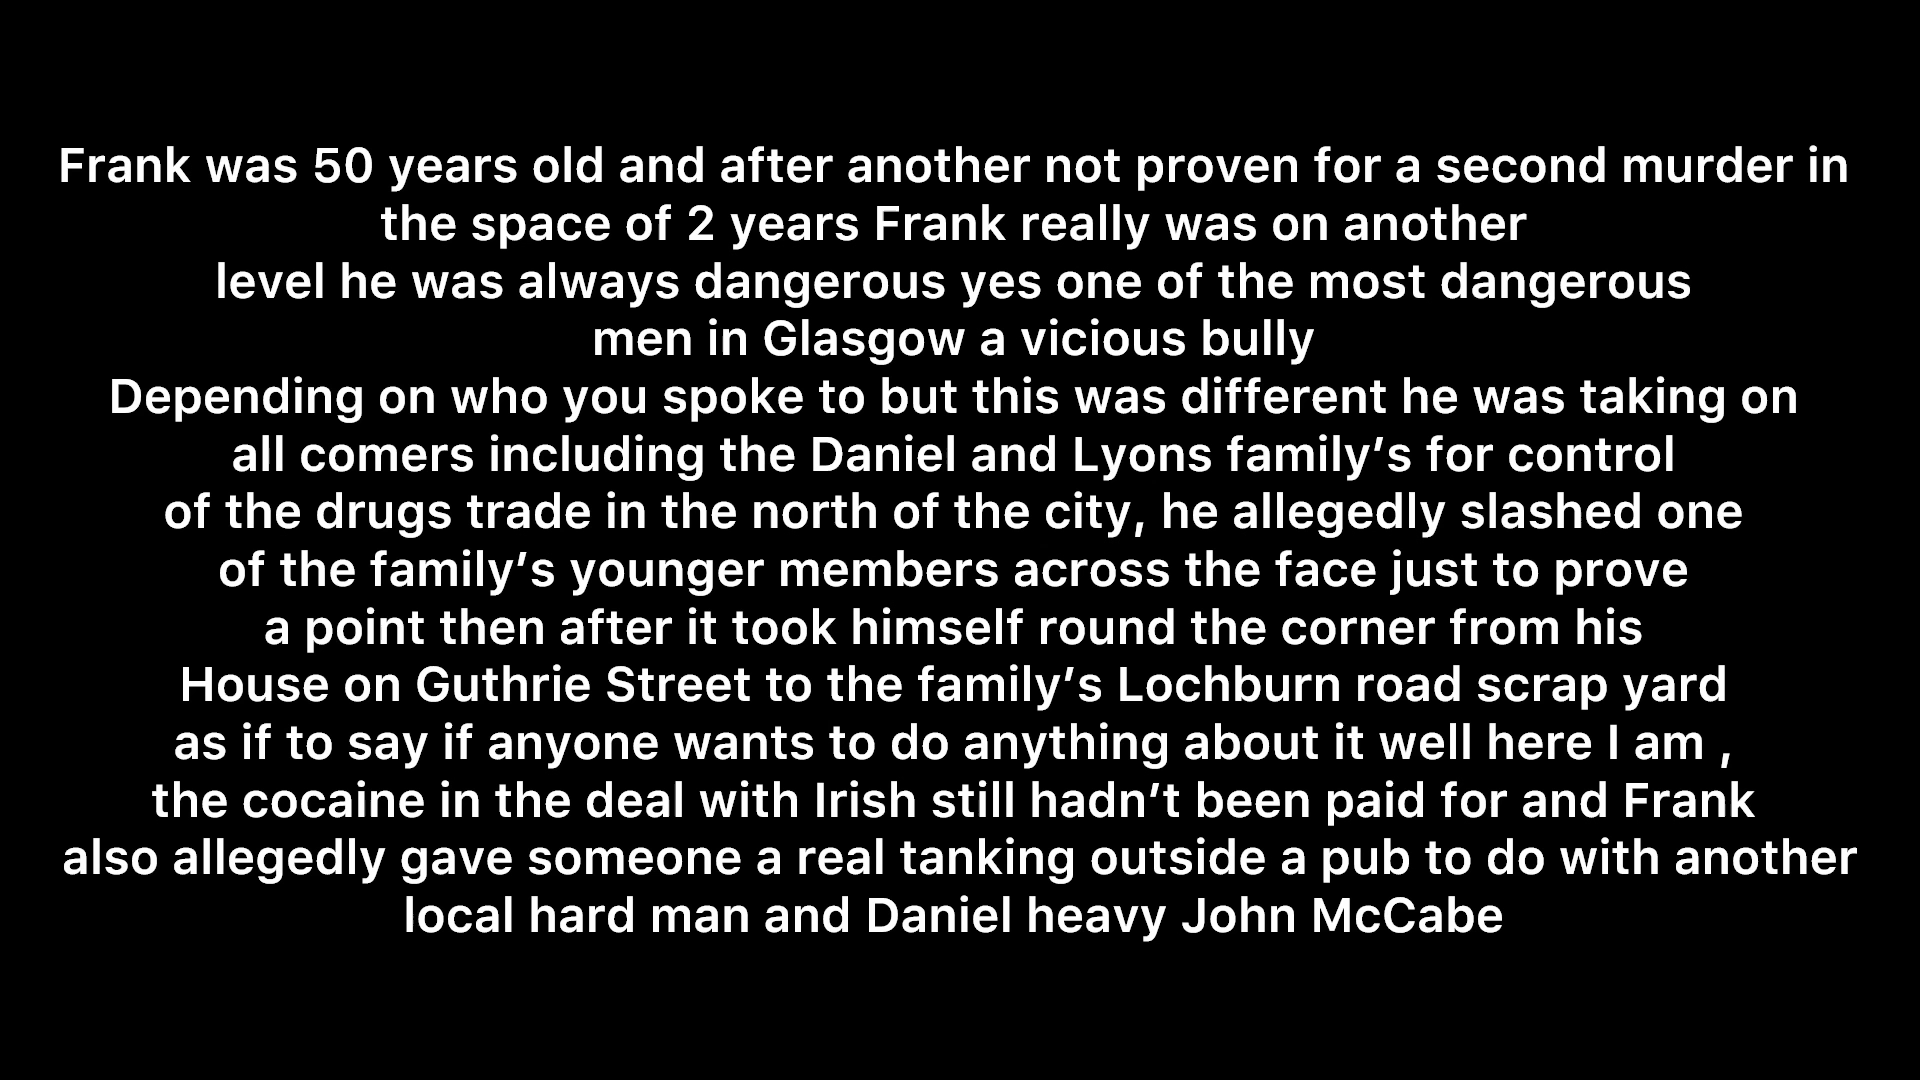 Frank was 50 years old and after another not proven for a second murder in
the space of 2 years Frank really was on another
level he was always dangerous yes one of the most dangerous
men in Glasgow a vicious bully
Depending on who you spoke to but this was different he was taking on
all comers including the Daniel and Lyons family’s for control
of the drugs trade in the north of the city, he allegedly slashed one
of the family’s younger members across the face just to prove
a point then after it took himself round the corner from his
House on Guthrie Street to the family’s Lochburn road scrap yard
as if to say if anyone wants to do anything about it well here I am ,
the cocaine in the deal with Irish still hadn’t been paid for and Frank
also allegedly gave someone a real tanking outside a pub to do with another
local hard man and Daniel heavy John McCabe